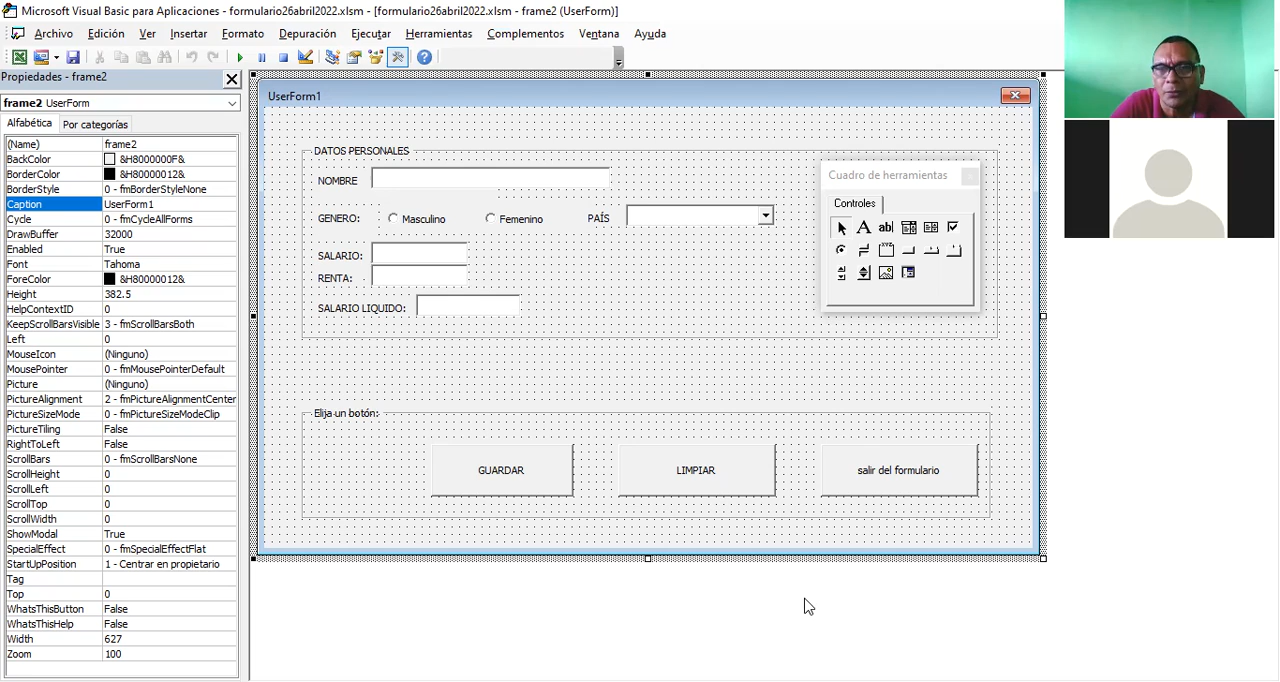 Microsoft Visual Basic para Aplicaciones - formulario26abril2022.xlsm - [formulario26abril2022.xlsm - frame2 (UserForm)]
Archivo Edición Ver Insertar Formato Depuración Ejecutar Herramientas Complementos Ventana Ayuda
Propiedades - frame2
frame2 UserForm
Alfabética Por categorías
(Name) frame2
BackColor &H8000000F&
BorderColor &H80000012&
BorderStyle 0 - fmBorderStyleNone
Caption UserForm1
Cycle 0 - fmCycleAllForms
DrawBuffer 32000
Enabled True
Font Tahoma
ForeColor &H80000012&
Height 382.5
HelpContextID 0
KeepScrollBarsVisible 3 - fmScrollBarsBoth
Left 0
MouseIcon (Ninguno)
MousePointer 0 - fmMousePointerDefault
Picture (Ninguno)
PictureAlignment 2 - fmPictureAlignmentCenter
PictureSizeMode 0 - fmPictureSizeModeClip
PictureTiling False
RightToLeft False
ScrollBars 0 - fmScrollBarsNone
ScrollHeight 0
ScrollLeft 0
ScrollTop 0
ScrollWidth 0
ShowModal True
SpecialEffect 0 - fmSpecialEffectFlat
StartUpPosition 1 - Centrar en propietario
Tag
Top 0
WhatsThisButton False
WhatsThisHelp False
Width 627
Zoom 100
UserForm1
DATOS PERSONALES
NOMBRE
GENERO: Masculino Femenino PAÍS
SALARIO:
RENTA:
SALARIO LIQUIDO:
Cuadro de herramientas
Controles
A ab|
XYZ
Elija un botón:
GUARDAR LIMPIAR salir del formulario